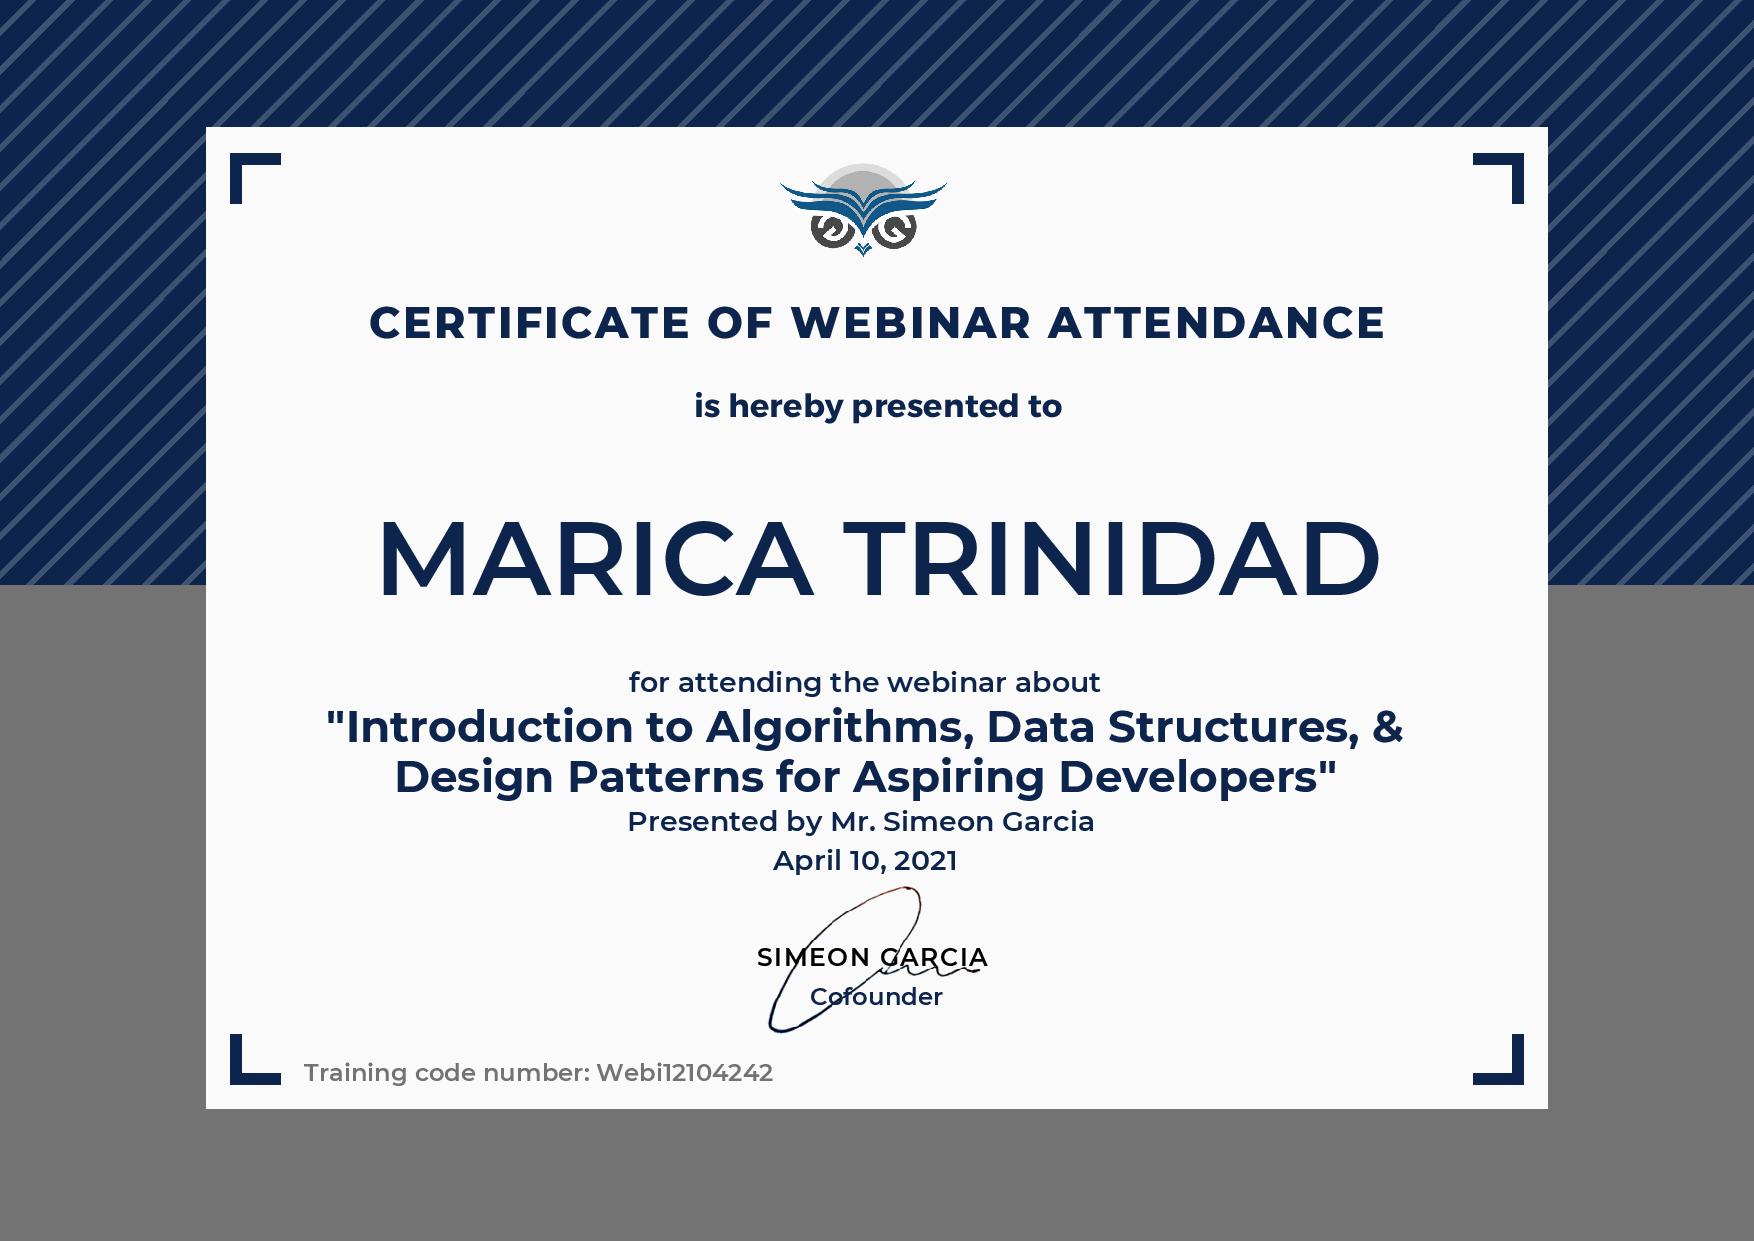 CERTIFICATE OF WEBINAR ATTENDANCE
is hereby presented to
MARICA TRINIDAD
for attending the webinar about
"Introduction to Algorithms, Data Structures, &
Design Patterns for Aspiring Developers"
Presented by Mr. Simeon Garcia
April 10, 2021
SIMEON GARCIA
Cofounder
Training code number: Webi12104242